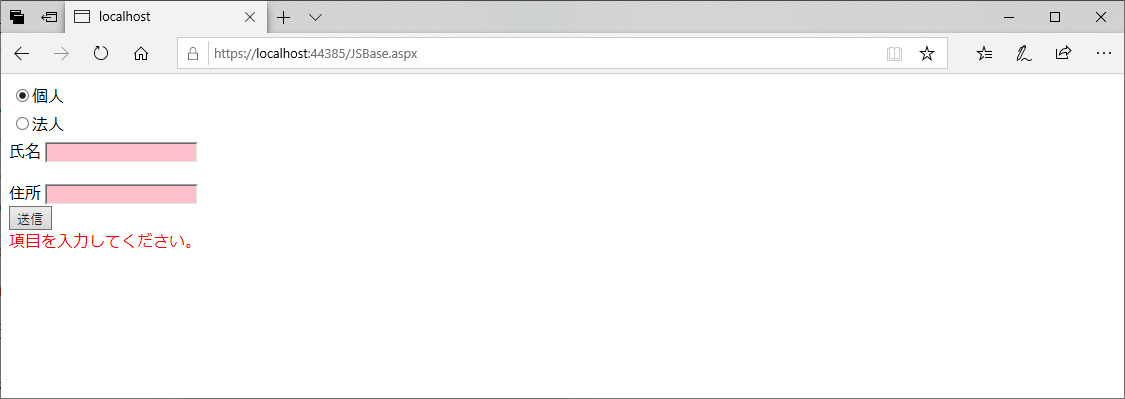 localhost
https://localhost:44385/JSBase.aspx
個人
法人
氏名
住所
送信
項目を入力してください。